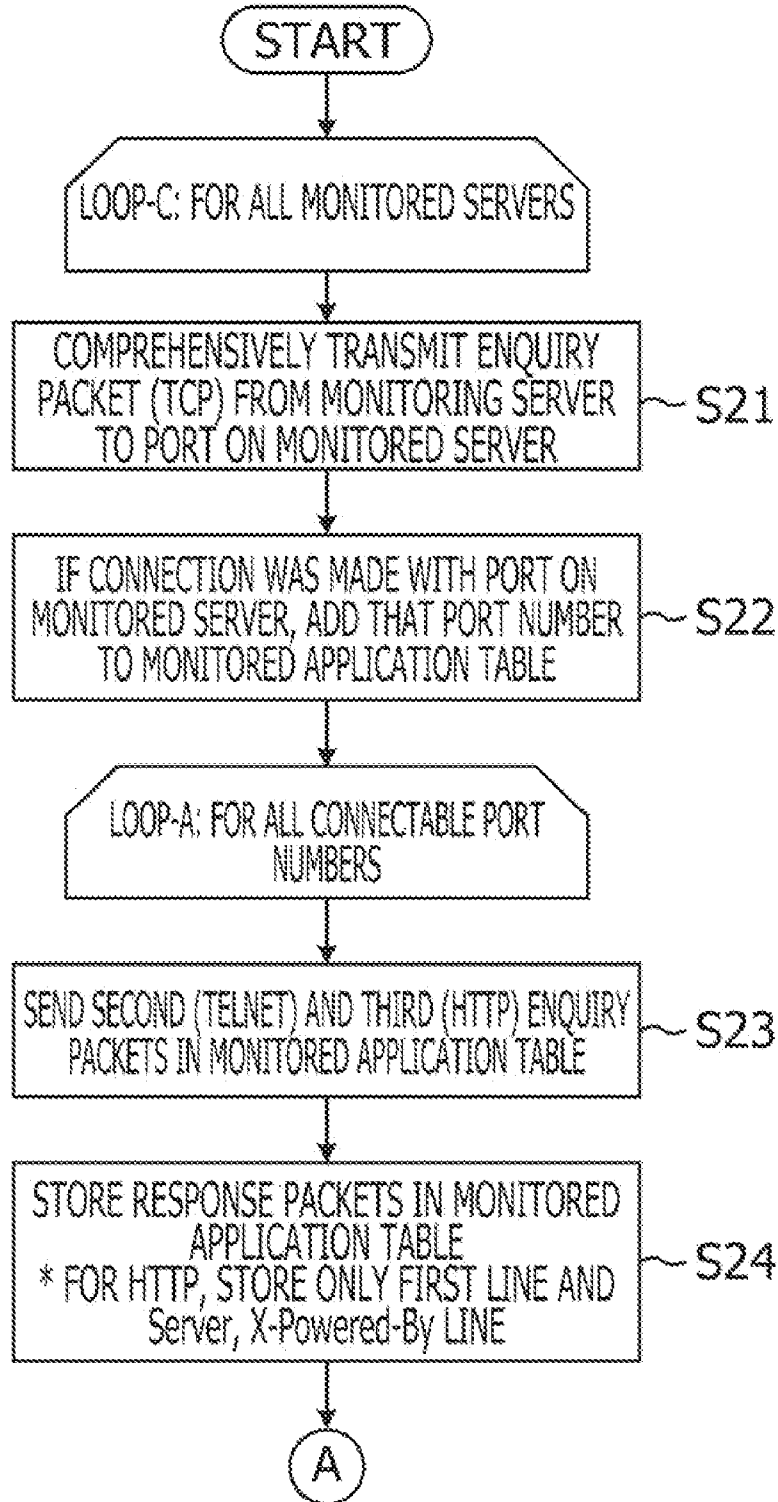 START
LOOP-C: FOR ALL MONITORED SERVERS
COMPREHENSIVELY TRANSMIT ENQUIRY
PACKET (TCP) FROM MONITORING SERVER
TO PORT ON MONITORED SERVER
S21
IF CONNECTION WAS MADE WITH PORT ON
MONITORED SERVER, ADD THAT PORT NUMBER
TO MONITORED APPLICATION TABLE
S22
LOOP-A: FOR ALL CONNECTABLE PORT
NUMBERS
SEND SECOND (TELNET) AND THIRD (HTTP) ENQUIRY
PACKETS IN MONITORED APPLICATION TABLE
S23
STORE RESPONSE PACKETS IN MONITORED
APPLICATION TABLE
* FOR HTTP, STORE ONLY FIRST LINE AND
Server, X-Powered-By LINE
S24
A